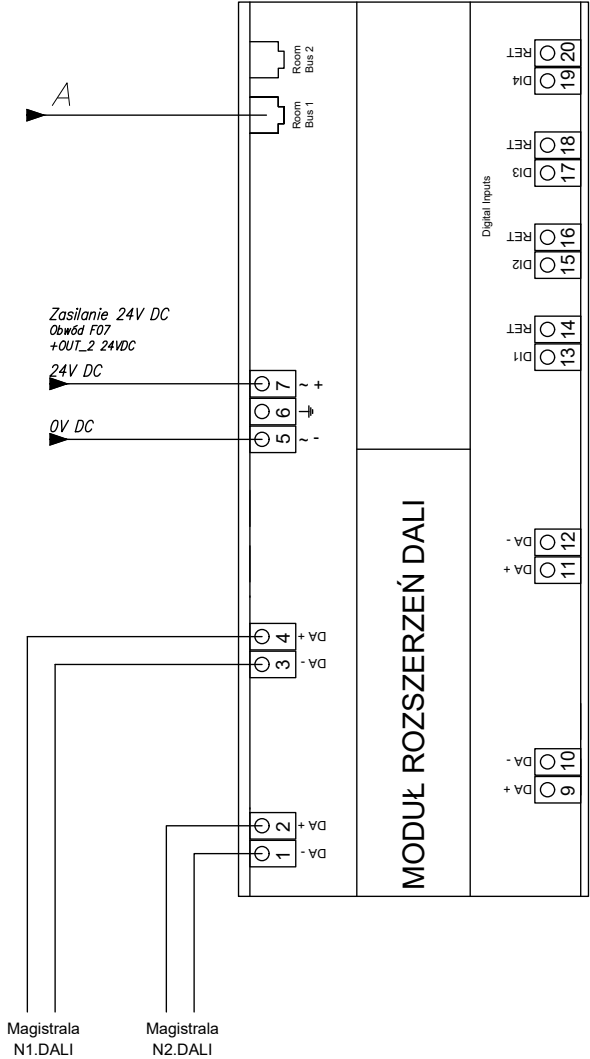 A
Room
Bus 2
Room
Bus 1
Zasilanie 24V DC
Obwód F07
+OUT_2 24VDC
24V DC
0V DC
7 ~ +
6
5 ~ -
4 DA +
3 DA -
2 DA +
1 DA -
MODUŁ ROZSZERZEŃ DALI
Digital Inputs
RET 20
DI4 19
RET 18
DI3 17
RET 16
DI2 15
RET 14
DI1 13
DA - 12
DA + 11
DA - 10
DA + 9
Magistrala
N1.DALI
Magistrala
N2.DALI